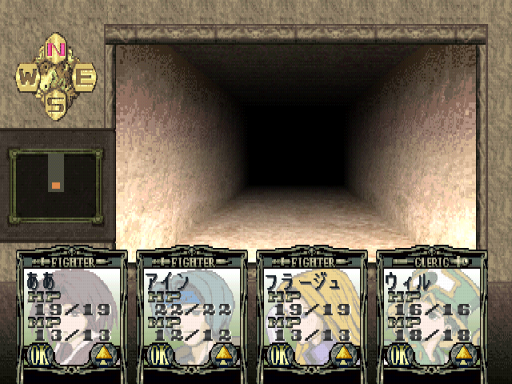 N
W E
S
FIGHTER
ああ
HP
19/19
MP
13/13
OK
FIGHTER
アイン
HP
22/22
MP
12/12
OK
FIGHTER
フラージュ
HP
19/19
MP
13/13
OK
CLERIC
ウィル
HP
16/16
MP
18/18
OK